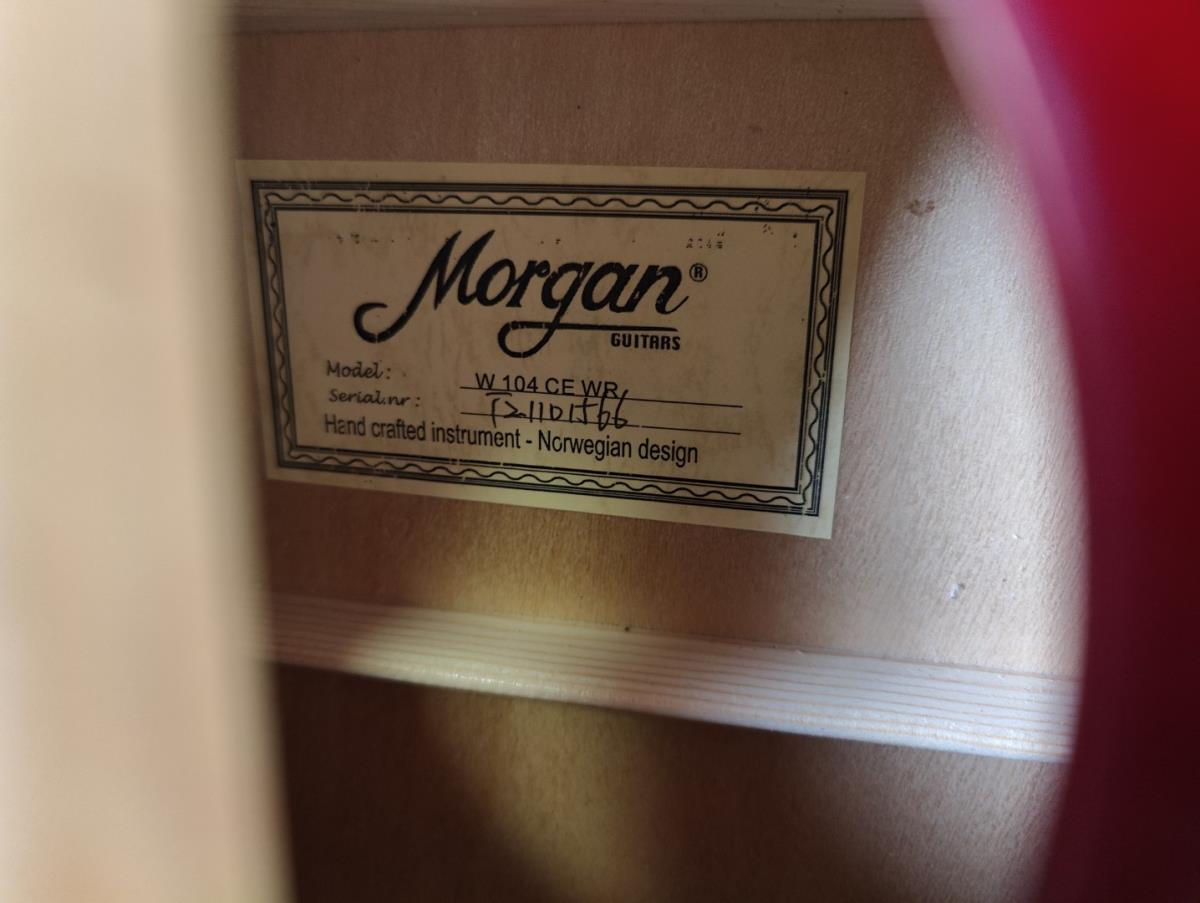 Morgan®
GUITARS
Model: W 104 CE WR
Serial.nr:
Hand crafted instrument - Norwegian design